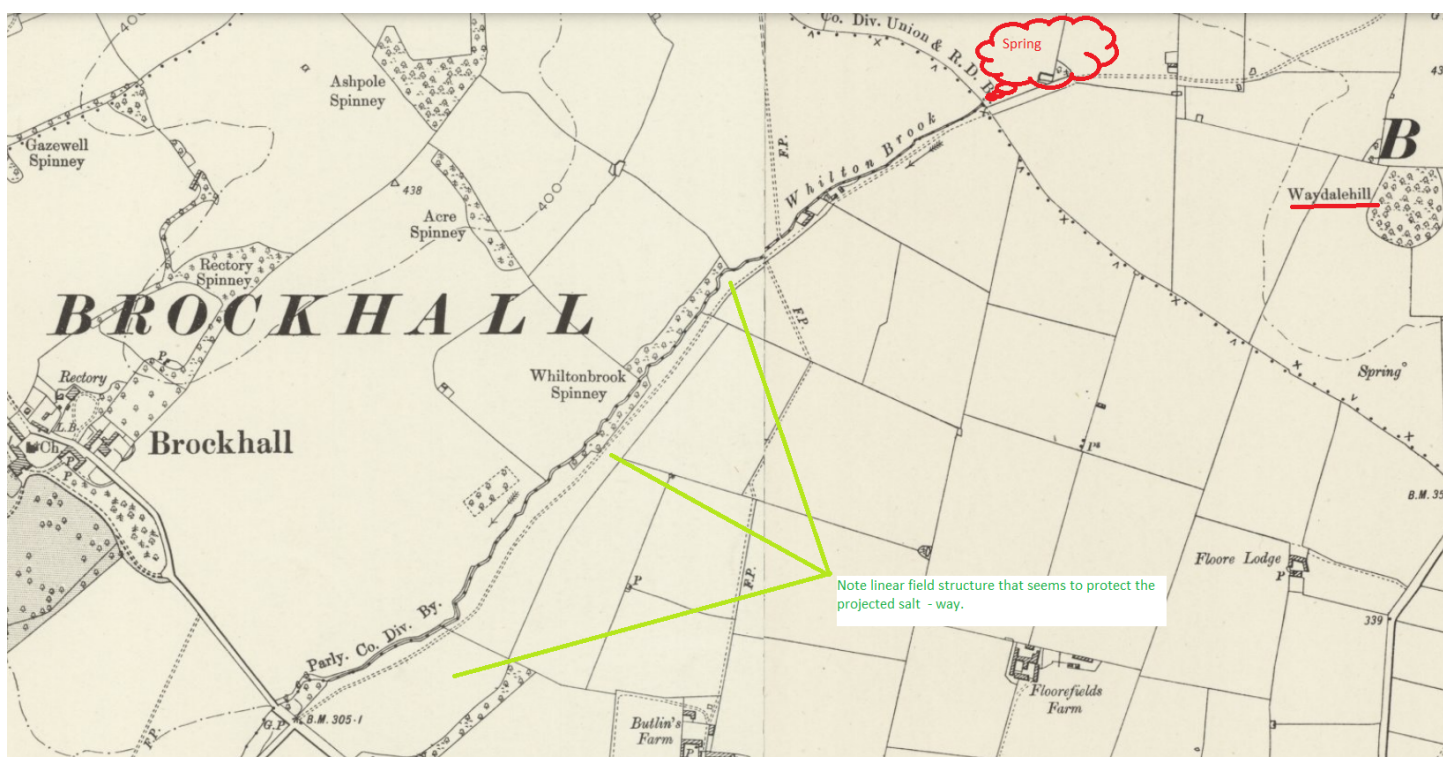 400
Co. Div. Union & R. D. B
Spring
Ashpole
Spinney
Gazewell
Spinney
F.P.
Whilton Brook
B
438
400
Waydalehill
Acre
Spinney
Rectory
Spinney
BROCKHALL
F.P.
P.
Rectory
Whiltonbrook
Spinney
Spring
L.B.
Ch.
Brockhall
P
P.
Ps
B.M. 35
Floore Lodge
P
F.P.
P
Note linear field structure that seems to protect the
projected salt - way.
339
Parly. Co. Div. By.
Floorefields
Farm
G.P.
B.M. 305·1
F.P.
Butlin's
Farm
P